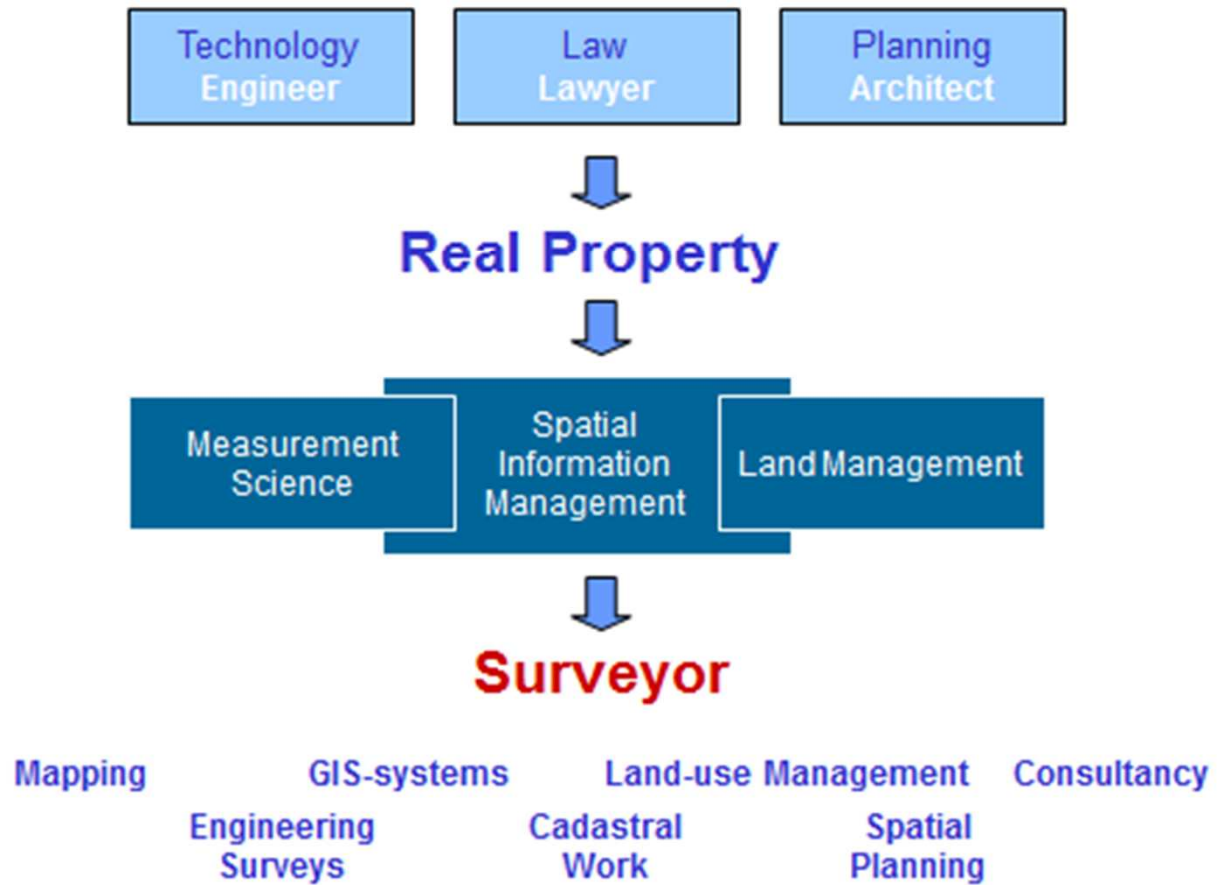 Technology
Engineer
Law
Lawyer
Planning
Architect
Real Property
Measurement
Science
Spatial
Information
Management
Land Management
Surveyor
Mapping
GIS-systems
Land-use Management
Consultancy
Engineering
Surveys
Cadastral
Work
Spatial
Planning